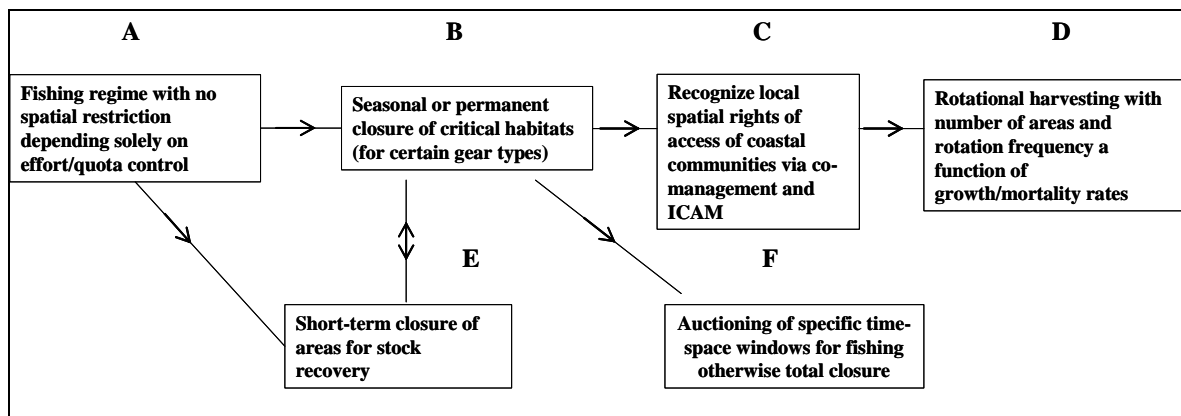 A
B
C
D
Fishing regime with no
spatial restriction
depending solely on
effort/quota control
Seasonal or permanent
closure of critical habitats
(for certain gear types)
Recognize local
spatial rights of
access of coastal
communities via co-
management and
ICAM
Rotational harvesting with
number of areas and
rotation frequency a
function of
growth/mortality rates
E
F
Short-term closure of
areas for stock
recovery
Auctioning of specific time-
space windows for fishing
otherwise total closure